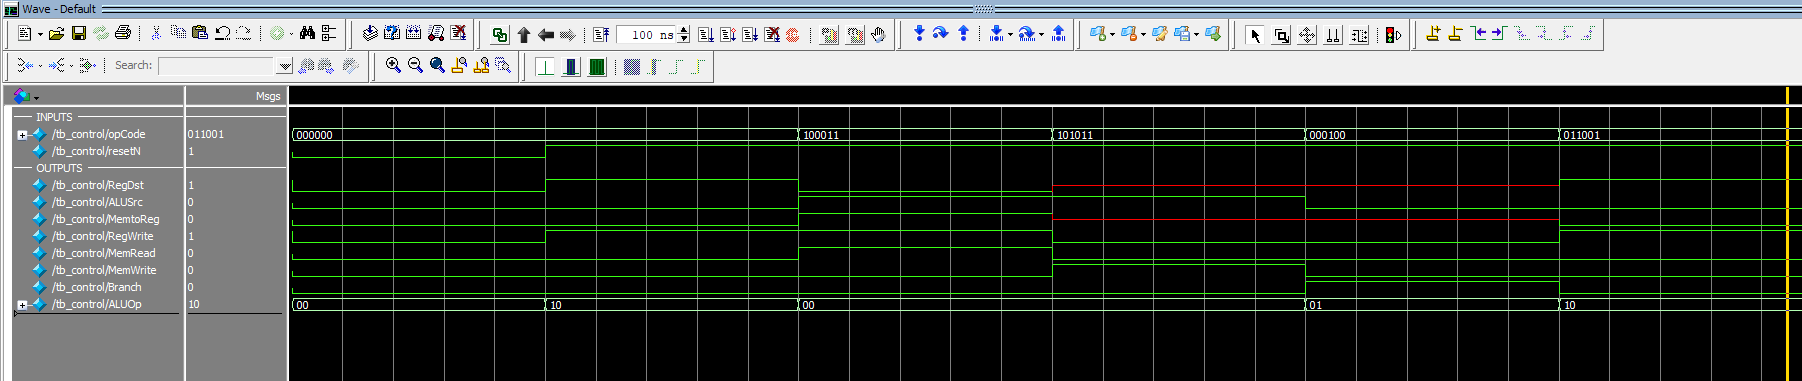 Wave - Default
100 ns
Search:
Msgs
INPUTS
/tb_control/opCode 011001 000000 100011 101011 000100 011001
/tb_control/resetN 1
OUTPUTS
/tb_control/RegDst 1
/tb_control/ALUSrc 0
/tb_control/MemtoReg 0
/tb_control/RegWrite 1
/tb_control/MemRead 0
/tb_control/MemWrite 0
/tb_control/Branch 0
/tb_control/ALUOp 10 00 10 00 01 10